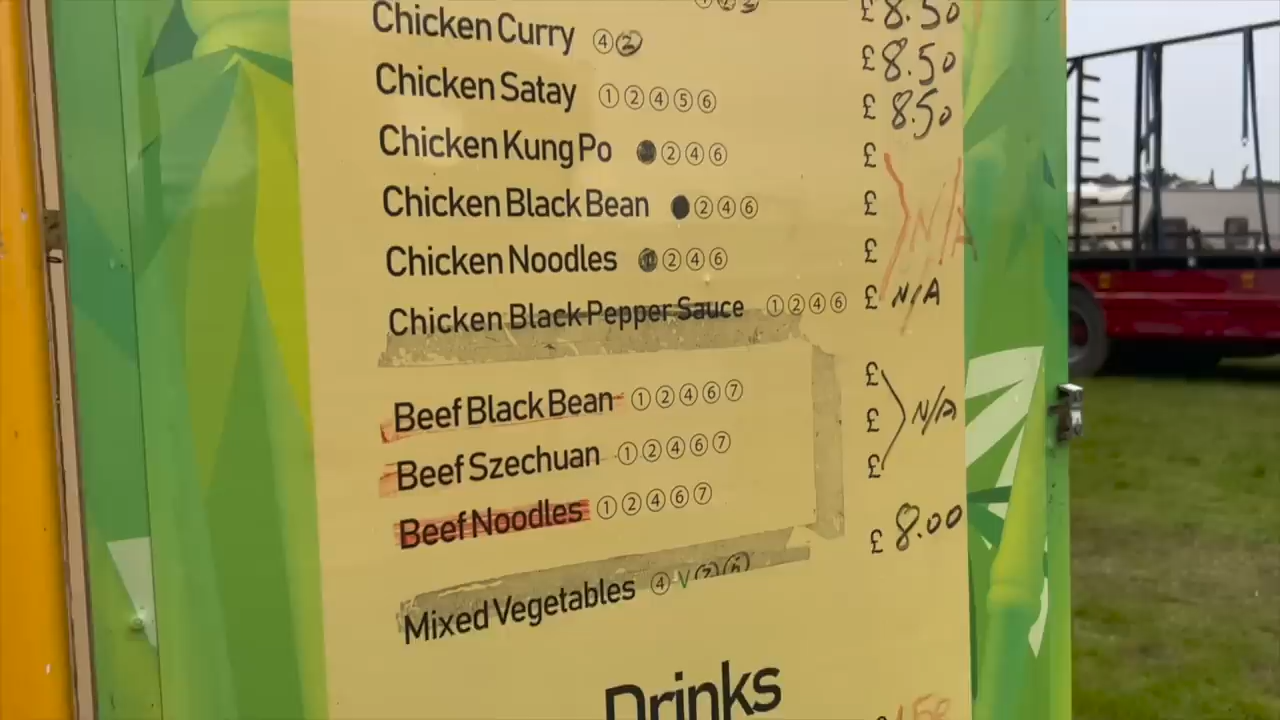 £8.50
Chicken Curry ④② £8.50
Chicken Satay ①②④⑤⑥ £8.50
Chicken Kung Po ②④⑥ £
Chicken Black Bean ②④⑥ £ N/A
Chicken Noodles ②④⑥ £
Chicken Black Pepper Sauce ①②④⑥ £ N/A
Beef Black Bean ①②④⑥⑦ £
Beef Szechuan ①②④⑥⑦ £ N/A
Beef Noodles ①②④⑥⑦ £
Mixed Vegetables ④ V £8.00
Drinks